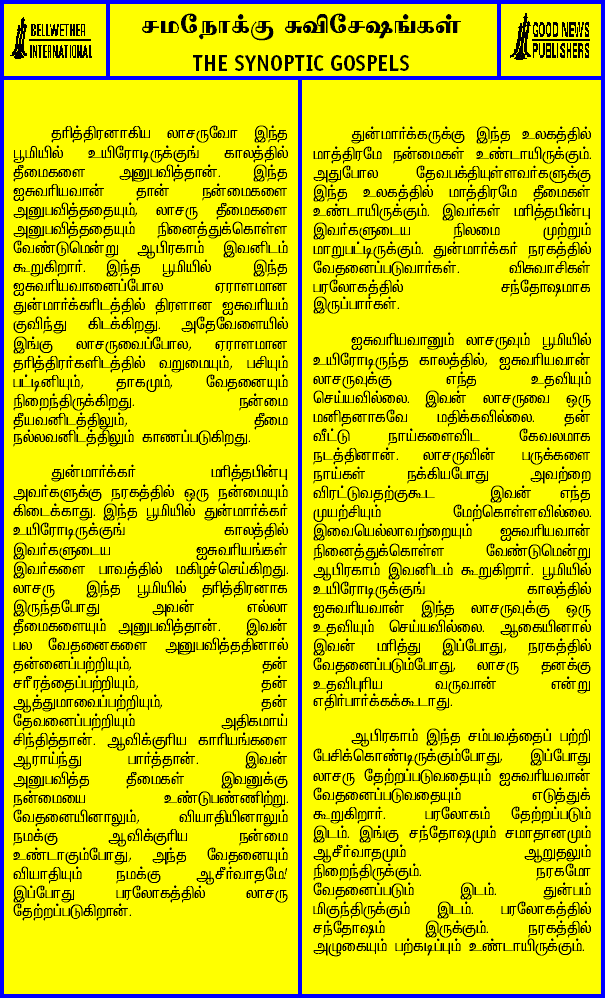 BELLWETHER
INTERNATIONAL
சமநோக்கு சுவிசேஷங்கள்
THE SYNOPTIC GOSPELS
GOOD NEWS
PUBLISHERS
தரித்திரனாகிய லாசருவோ இந்த
பூமியில் உயிரோடிருக்குங் காலத்தில்
தீமைகளை அனுபவித்தான். இந்த
ஐசுவரியவான் தான் நன்மைகளை
அனுபவித்ததையும், லாசரு தீமைகளை
அனுபவித்ததையும் நினைத்துக்கொள்ள
வேண்டுமென்று ஆபிரகாம் இவனிடம்
கூறுகிறார். இந்த பூமியில் இந்த
ஐசுவரியவானைப்போல ஏராளமான
துன்மார்க்கரிடத்தில் திரளான ஐசுவரியம்
குவிந்து கிடக்கிறது. அதேவேளையில்
இங்கு லாசருவைப்போல, ஏராளமான
தரித்திரர்களிடத்தில் வறுமையும், பசியும்
பட்டினியும், தாகமும், வேதனையும்
நிறைந்திருக்கிறது. நன்மை
தீயவனிடத்திலும், தீமை
நல்லவனிடத்திலும் காணப்படுகிறது.
துன்மார்க்கர் மரித்தபின்பு
அவர்களுக்கு நரகத்தில் ஒரு நன்மையும்
கிடைக்காது. இந்த பூமியில் துன்மார்க்கர்
உயிரோடிருக்குங் காலத்தில்
இவர்களுடைய ஐசுவரியங்கள்
இவர்களை பாவத்தில் மகிழச்செய்கிறது.
லாசரு இந்த பூமியில் தரித்திரனாக
இருந்தபோது அவன் எல்லா
தீமைகளையும் அனுபவித்தான். இவன்
பல வேதனைகளை அனுபவித்ததினால்
தன்னைப்பற்றியும், தன்
சரீரத்தைப்பற்றியும், தன்
ஆத்துமாவைப்பற்றியும், தன்
தேவனைப்பற்றியும் அதிகமாய்
சிந்தித்தான். ஆவிக்குரிய காரியங்களை
ஆராய்ந்து பார்த்தான். இவன்
அனுபவித்த தீமைகள் இவனுக்கு
நன்மையை உண்டுபண்ணிற்று.
வேதனையினாலும், வியாதியினாலும்
நமக்கு ஆவிக்குரிய நன்மை
உண்டாகும்போது, அந்த வேதனையும்
வியாதியும் நமக்கு ஆசீர்வாதமே/
இப்போது பரலோகத்தில் லாசரு
தேற்றப்படுகிறான்.
துன்மார்க்கருக்கு இந்த உலகத்தில்
மாத்திரமே நன்மைகள் உண்டாயிருக்கும்.
அதுபோல தேவபக்தியுள்ளவர்களுக்கு
இந்த உலகத்தில் மாத்திரமே தீமைகள்
உண்டாயிருக்கும். இவர்கள் மரித்தபின்பு
இவர்களுடைய நிலமை முற்றும்
மாறுபட்டிருக்கும். துன்மார்க்கர் நரகத்தில்
வேதனைப்படுவார்கள். விசுவாசிகள்
பரலோகத்தில் சந்தோஷமாக
இருப்பார்கள்.
ஐசுவரியவானும் லாசருவும் பூமியில்
உயிரோடிருந்த காலத்தில், ஐசுவரியவான்
லாசருவுக்கு எந்த உதவியும்
செய்யவில்லை. இவன் லாசருவை ஒரு
மனிதனாகவே மதிக்கவில்லை. தன்
வீட்டு நாய்களைவிட கேவலமாக
நடத்தினான். லாசருவின் பருக்களை
நாய்கள் நக்கியபோது அவற்றை
விரட்டுவதற்குகூட இவன் எந்த
முயற்சியும் மேற்கொள்ளவில்லை.
இவையெல்லாவற்றையும் ஐசுவரியவான்
நினைத்துக்கொள்ள வேண்டுமென்று
ஆபிரகாம் இவனிடம் கூறுகிறார். பூமியில்
உயிரோடிருக்குங் காலத்தில்
ஐசுவரியவான் இந்த லாசருவுக்கு ஒரு
உதவியும் செய்யவில்லை. ஆகையினால்
இவன் மரித்து இப்போது, நரகத்தில்
வேதனைப்படும்போது, லாசரு தனக்கு
உதவிபுரிய வருவான் என்று
எதிர்பார்க்கக்கூடாது.
ஆபிரகாம் இந்த சம்பவத்தைப் பற்றி
பேசிக்கொண்டிருக்கும்போது, இப்போது
லாசரு தேற்றப்படுவதையும் ஐசுவரியவான்
வேதனைப்படுவதையும் எடுத்துக்
கூறுகிறார். பரலோகம் தேற்றப்படும்
இடம். இங்கு சந்தோஷமும் சமாதானமும்
ஆசீர்வாதமும் ஆறுதலும்
நிறைந்திருக்கும். நரகமோ
வேதனைப்படும் இடம். துன்பம்
மிகுந்திருக்கும் இடம். பரலோகத்தில்
சந்தோஷம் இருக்கும். நரகத்தில்
அழுகையும் பற்கடிப்பும் உண்டாயிருக்கும்.